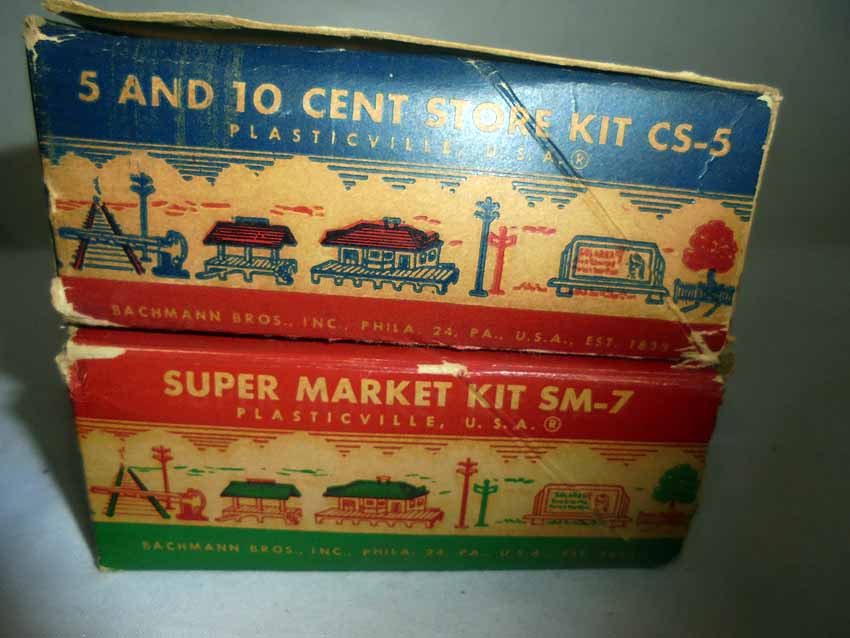 5 AND 10 CENT STORE KIT CS-5
PLASTICVILLE, U.S.A.®
BACHMANN BROS., INC., PHILA. 24, PA., U.S.A., EST. 1833
SUPER MARKET KIT SM-7
PLASTICVILLE, U.S.A.®
BACHMANN BROS., INC., PHILA. 24, PA., U.S.A., EST.